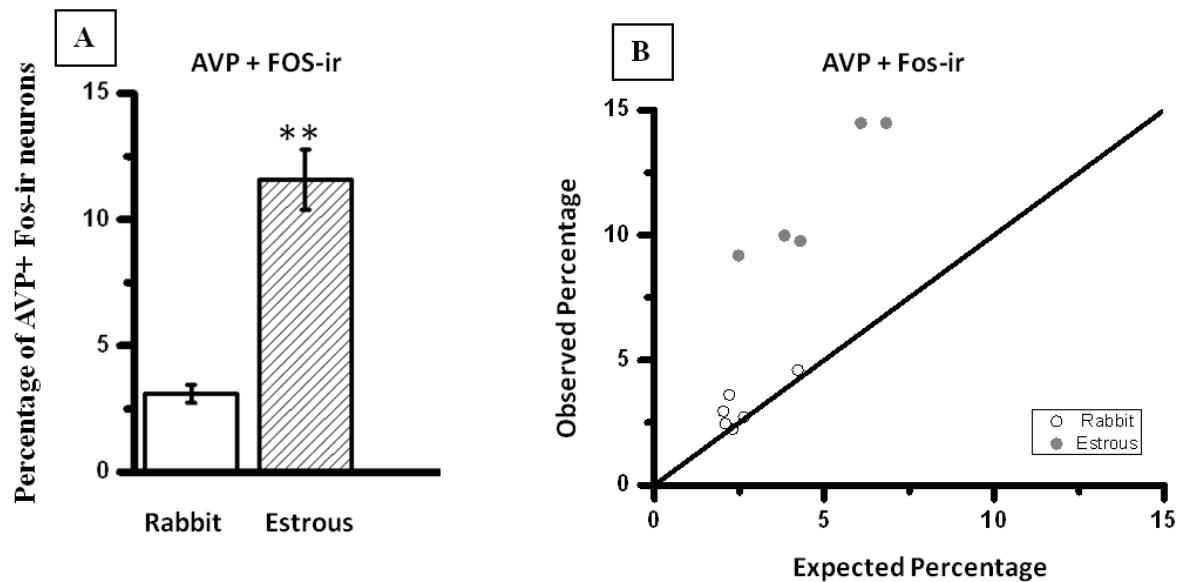 A
AVP + FOS-ir
Percentage of AVP+ Fos-ir neurons
15
10
5
0
**
Rabbit Estrous
B
AVP + Fos-ir
Observed Percentage
15
10
5
0
Rabbit
Estrous
0 5 10 15
Expected Percentage